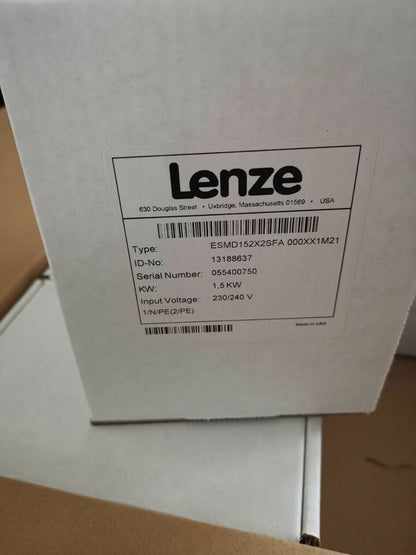 Lenze
630 Douglas Street • Uxbridge, Massachusetts 01569 • USA
Type: ESMD152X2SFA 000XX1M21
ID-No: 13188637
Serial Number: 055400750
KW: 1,5 KW
Input Voltage: 230/240 V
1/N/PE(2/PE)
Made in USA